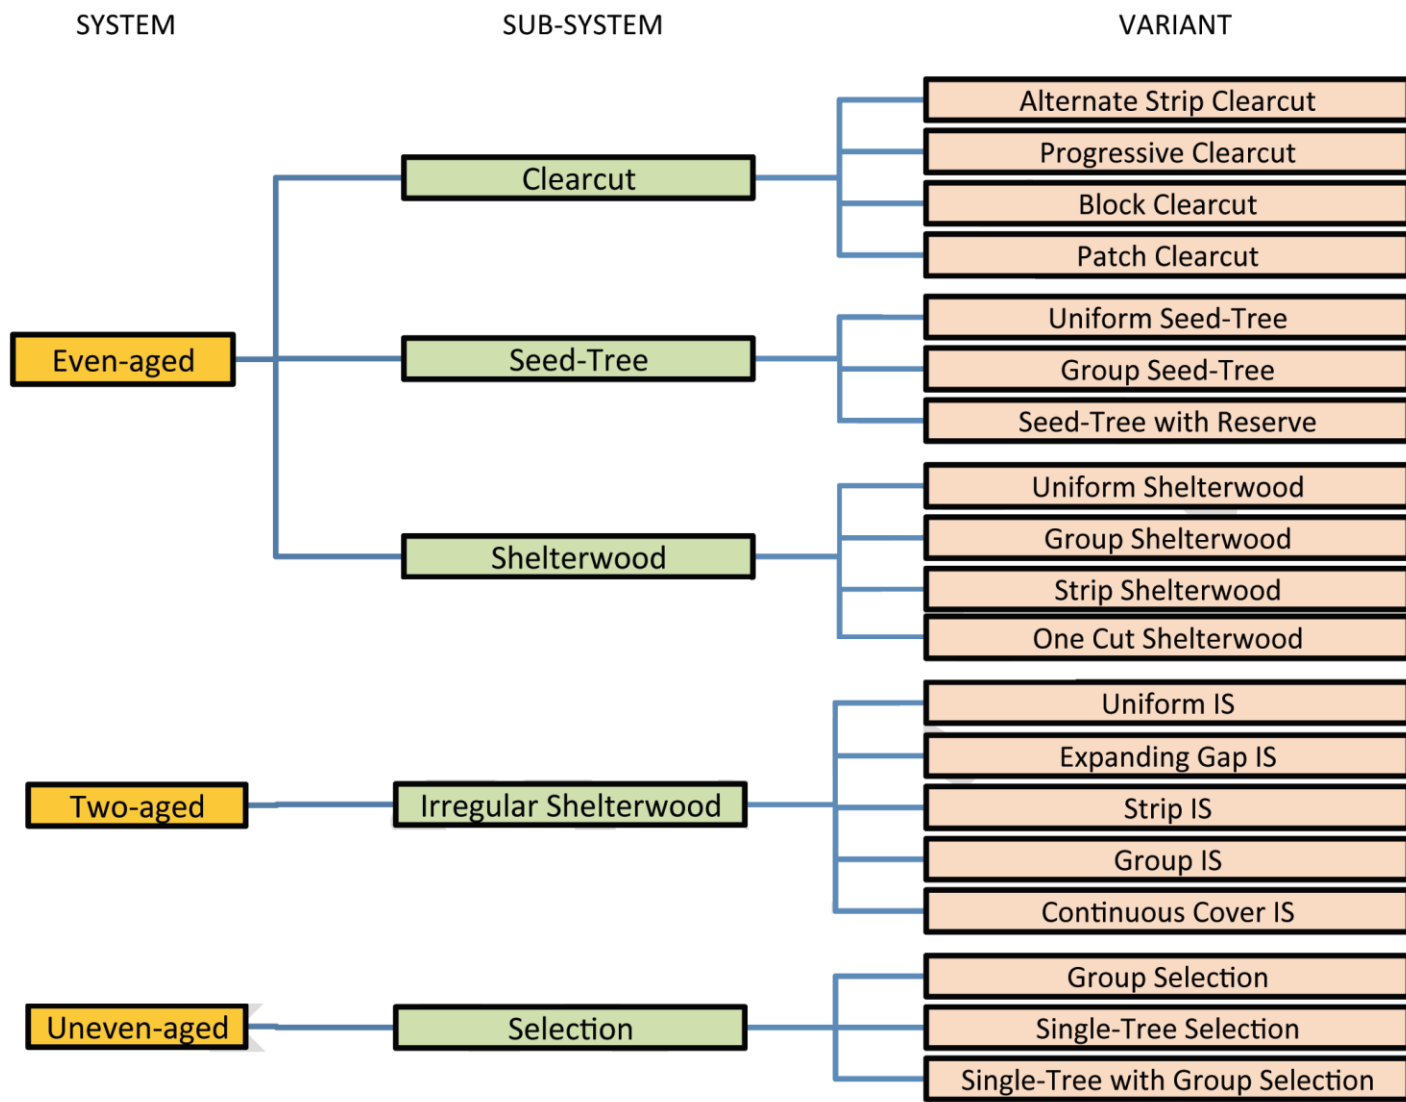 SYSTEM SUB-SYSTEM VARIANT
Alternate Strip Clearcut
Progressive Clearcut
Clearcut
Block Clearcut
Patch Clearcut
Uniform Seed-Tree
Even-aged Seed-Tree Group Seed-Tree
Seed-Tree with Reserve
Uniform Shelterwood
Group Shelterwood
Shelterwood
Strip Shelterwood
One Cut Shelterwood
Uniform IS
Expanding Gap IS
Two-aged Irregular Shelterwood Strip IS
Group IS
Continuous Cover IS
Group Selection
Uneven-aged Selection Single-Tree Selection
Single-Tree with Group Selection